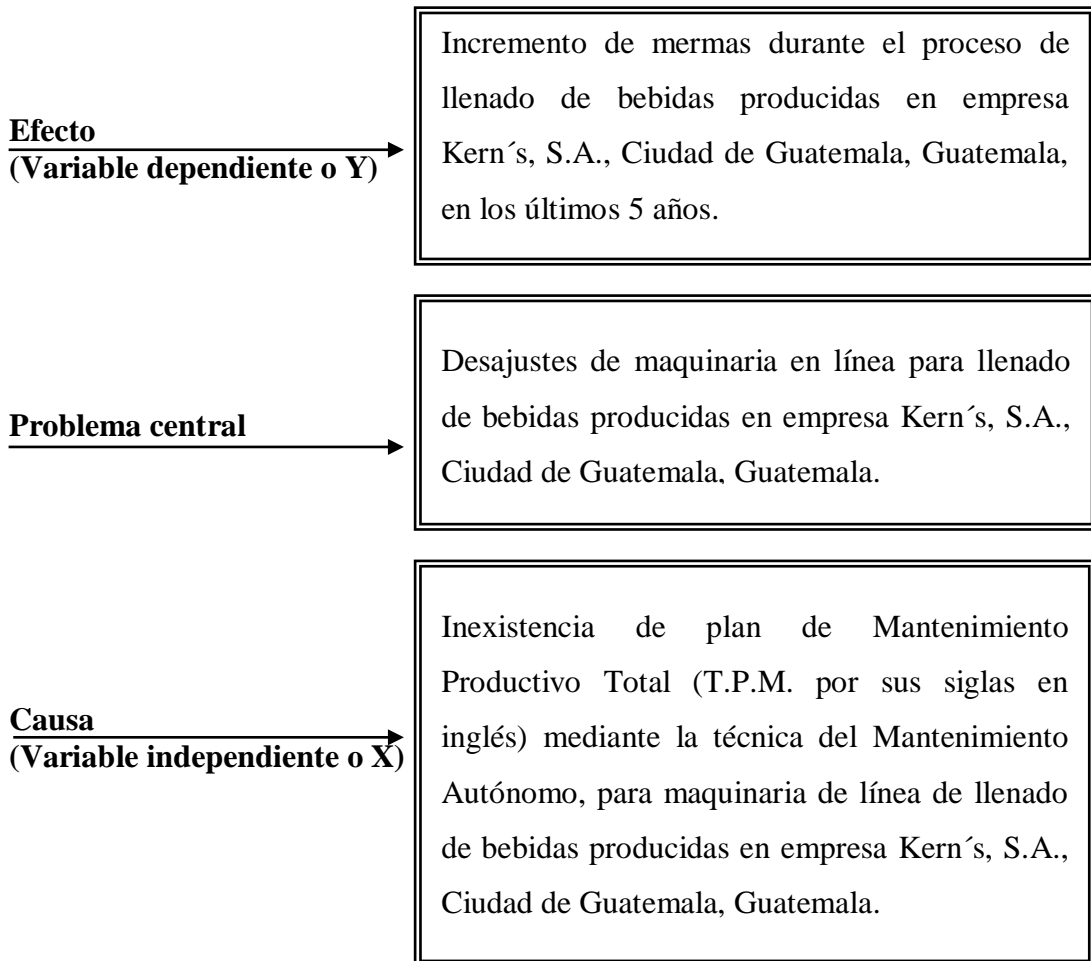 Incremento de mermas durante el proceso de
llenado de bebidas producidas en empresa
Kern´s, S.A., Ciudad de Guatemala, Guatemala,
en los últimos 5 años.
Efecto
(Variable dependiente o Y)
Desajustes de maquinaria en línea para llenado
de bebidas producidas en empresa Kern´s, S.A.,
Ciudad de Guatemala, Guatemala.
Problema central
Inexistencia de plan de Mantenimiento
Productivo Total (T.P.M. por sus siglas en
inglés) mediante la técnica del Mantenimiento
Autónomo, para maquinaria de línea de llenado
de bebidas producidas en empresa Kern´s, S.A.,
Ciudad de Guatemala, Guatemala.
Causa
(Variable independiente o X)